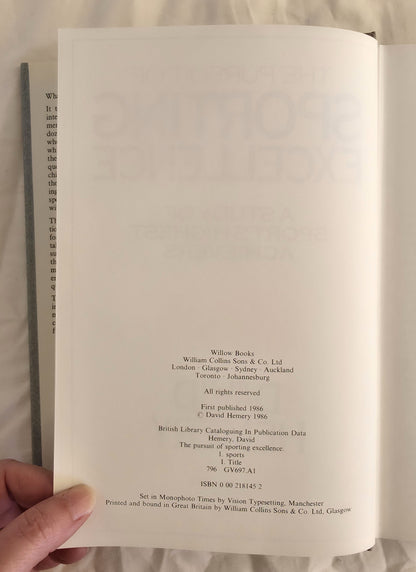 Willow Books
William Collins Sons & Co. Ltd
London · Glasgow · Sydney · Auckland
Toronto · Johannesburg
All rights reserved
First published 1986
© David Hemery 1986
British Library Cataloguing In Publication Data
Hemery, David
The pursuit of sporting excellence.
1. sports
I. Title
796 GV697.A1
ISBN 0 00 218145 2
Set in Monophoto Times by Vision Typesetting, Manchester
Printed and bound in Great Britain by William Collins Sons & Co. Ltd, Glasgow